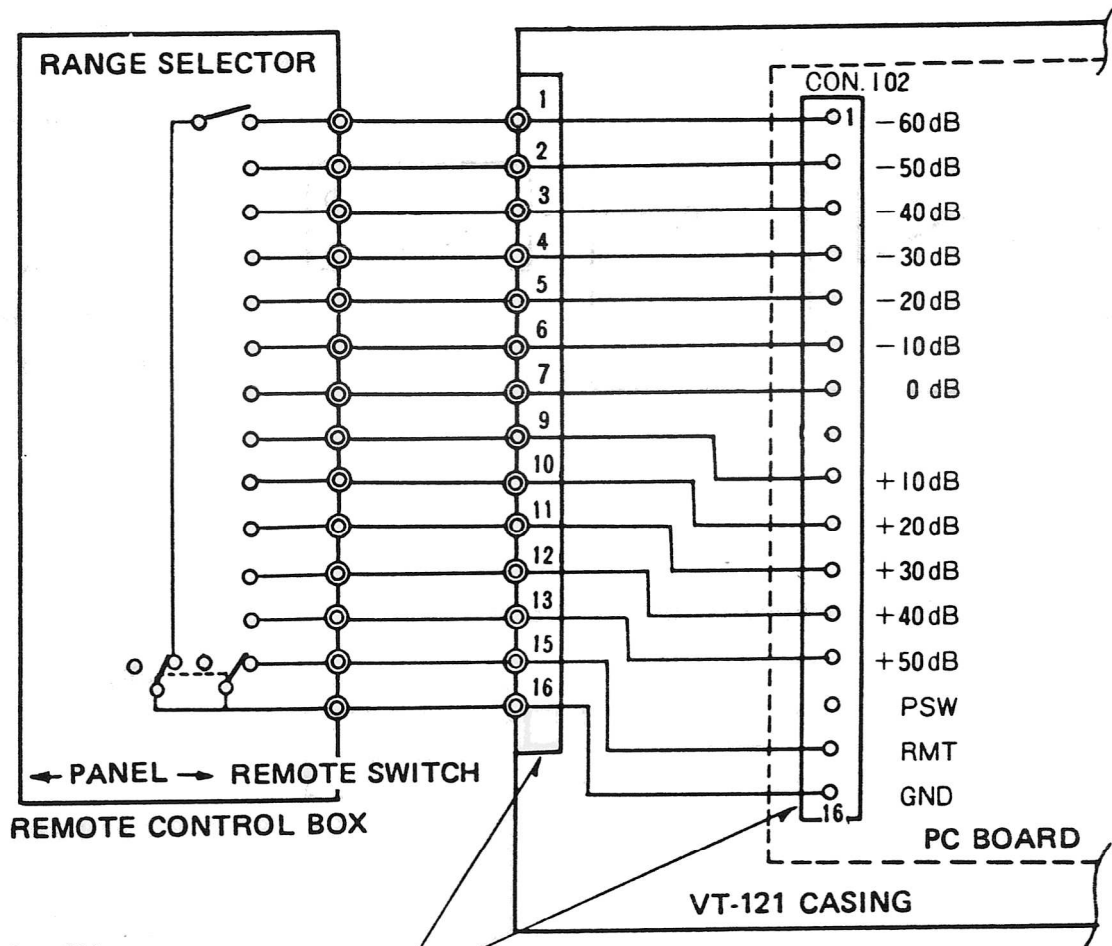 RANGE SELECTOR
CON. 102
1
2
3
4
5
6
7
9
10
11
12
13
15
16
1
-60dB
-50dB
-40dB
-30dB
-20dB
-10dB
0 dB
+10dB
+20dB
+30dB
+40dB
+50dB
PSW
RMT
GND
16
← PANEL → REMOTE SWITCH
REMOTE CONTROL BOX
PC BOARD
VT-121 CASING